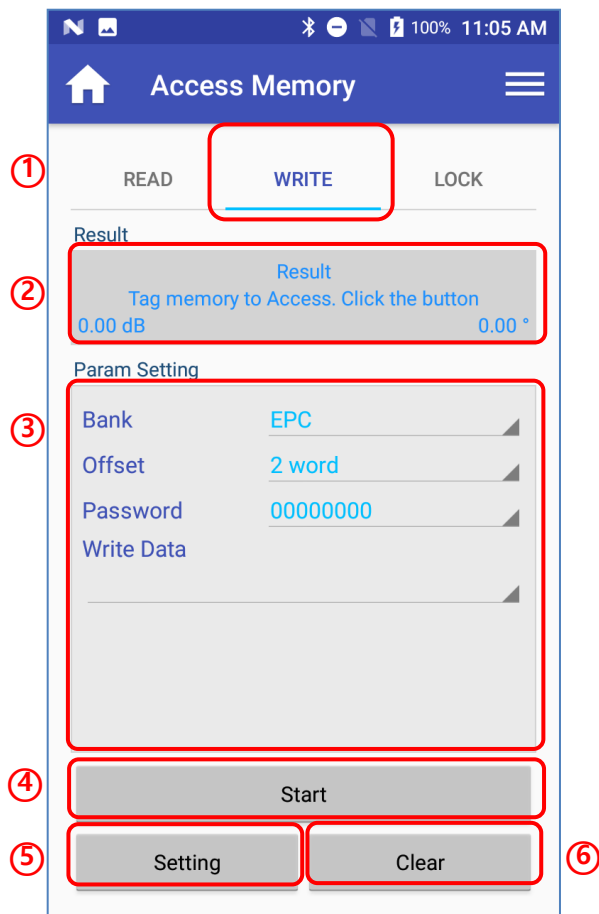 100% 11:05 AM
Access Memory
① READ WRITE LOCK
Result
② Result
Tag memory to Access. Click the button
0.00 dB 0.00 °
Param Setting
③ Bank EPC
Offset 2 word
Password 00000000
Write Data
④ Start
⑤ Setting Clear ⑥